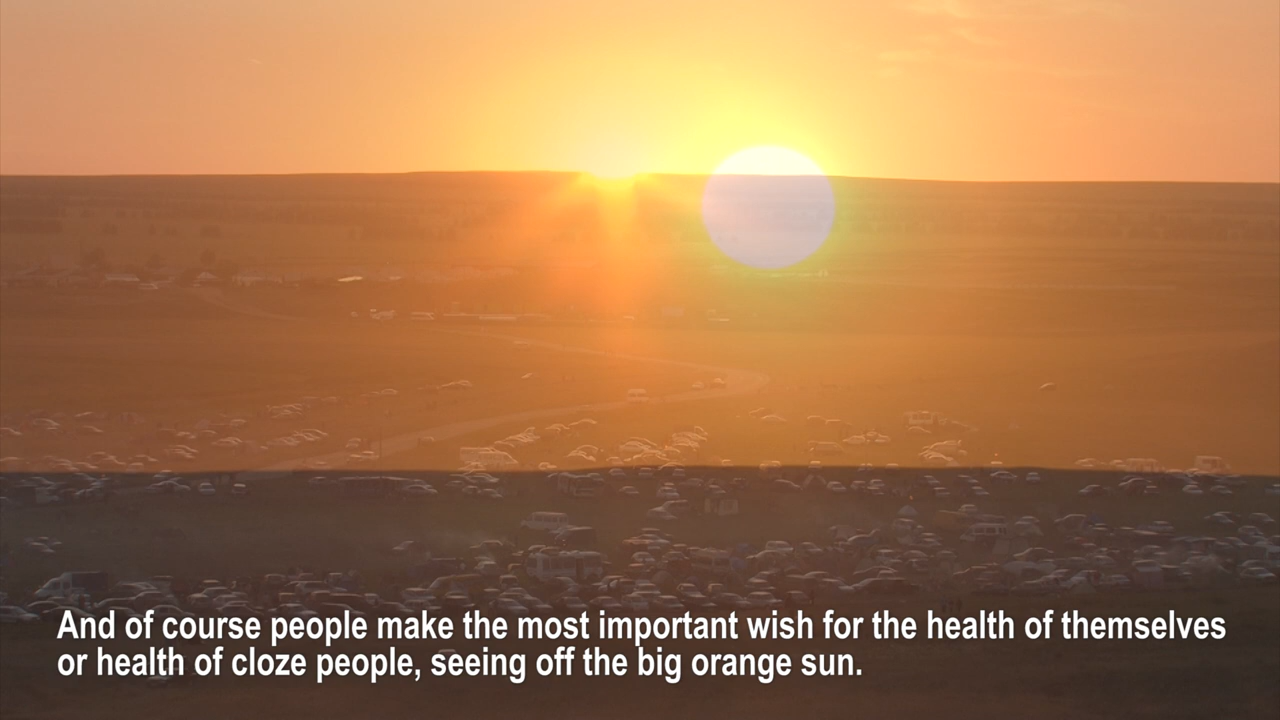 And of course people make the most important wish for the health of themselves
or health of cloze people, seeing off the big orange sun.